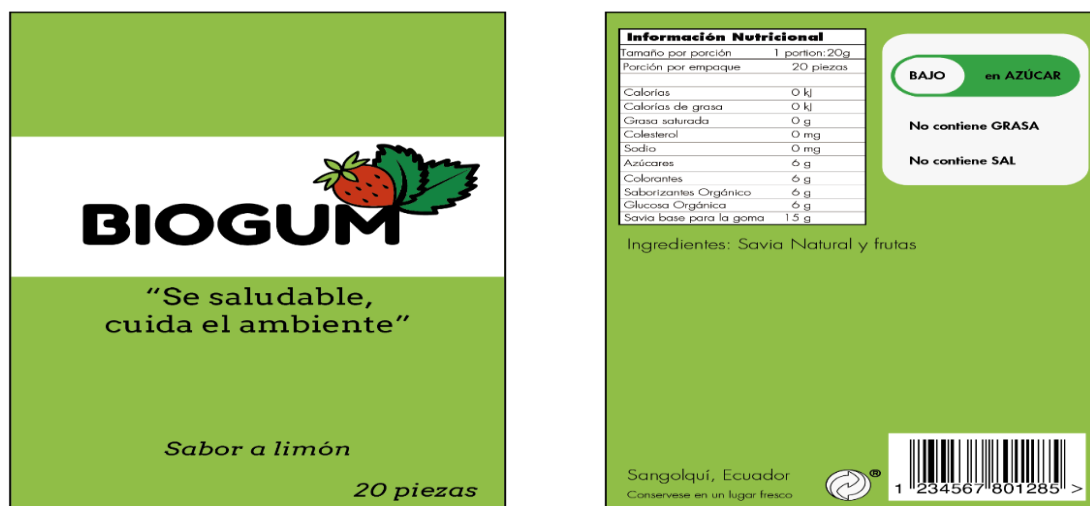 BIOGUM
“Se saludable,
cuida el ambiente”
Sabor a limón
20 piezas
Información Nutricional
Tamaño por porción 1 portion:20g
Porción por empaque 20 piezas
Calorías 0 kJ
Calorías de grasa 0 kJ
Grasa saturada 0 g
Colesterol 0 mg
Sodio 0 mg
Azúcares 6 g
Colorantes 6 g
Saborizantes Orgánico 6 g
Glucosa Orgánica 6 g
Savia base para la goma 15 g
BAJO en AZÚCAR
No contiene GRASA
No contiene SAL
Ingredientes: Savia Natural y frutas
Sangolquí, Ecuador
Conservese en un lugar fresco
®
1 234567 801285 >